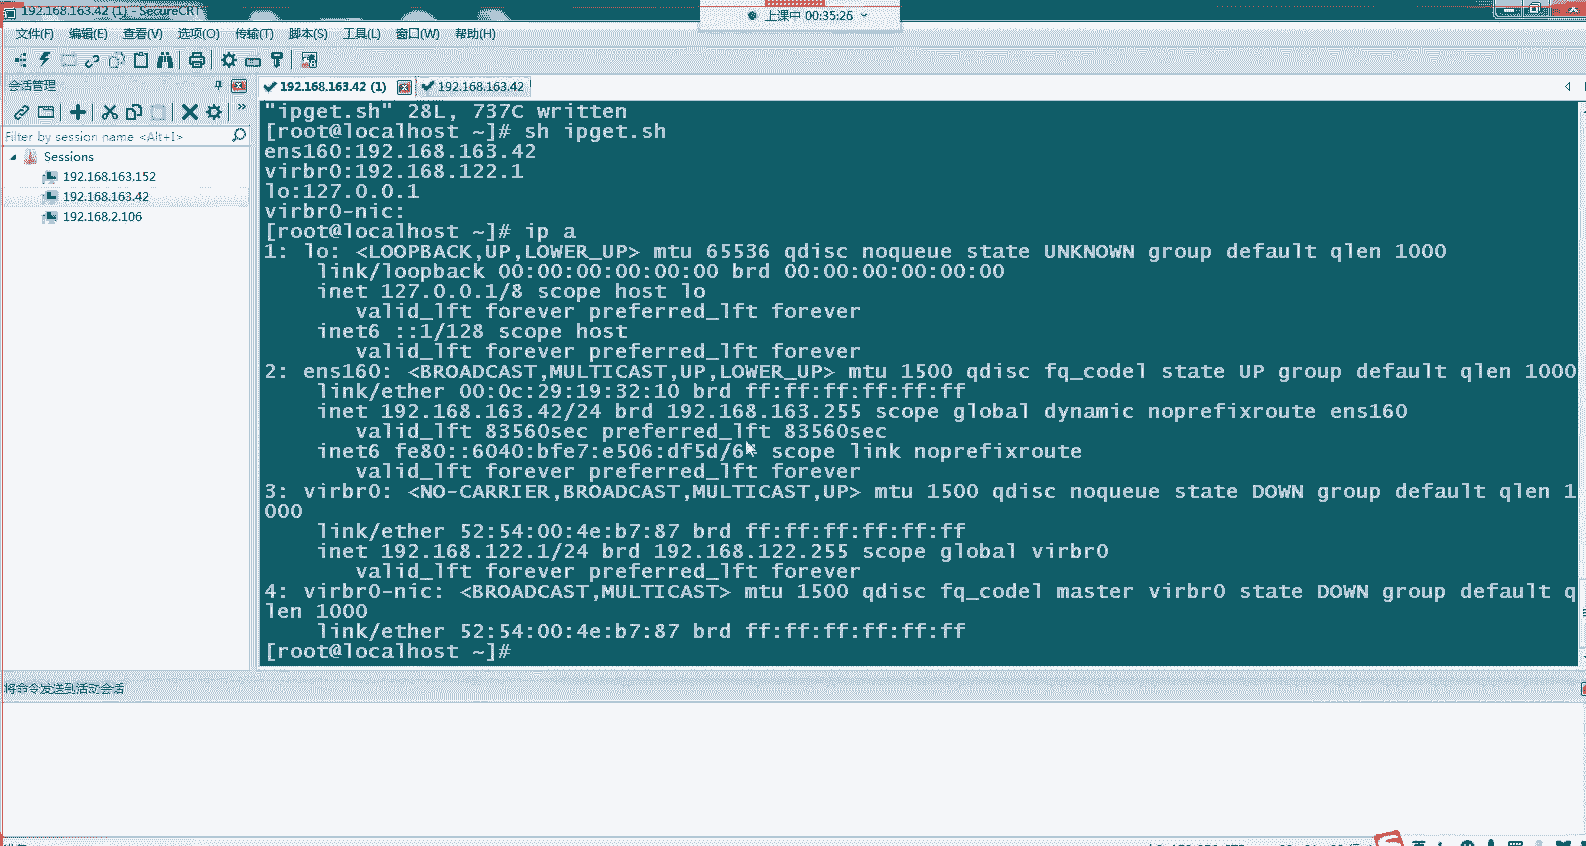 192.168.163.42 (1) - SecureCRT
上课中 00:35:26
文件(F) 编辑(E) 查看(V) 选项(O) 传输(T) 脚本(S) 工具(L) 窗口(W) 帮助(H)
会话管理
192.168.163.42 (1) 192.168.163.42
Filter by session name <Alt+I>
Sessions
192.168.163.152
192.168.163.42
192.168.2.106
"ipget.sh" 28L, 737C written
[root@localhost ~]# sh ipget.sh
ens160:192.168.163.42
virbr0:192.168.122.1
lo:127.0.0.1
virbr0-nic:
[root@localhost ~]# ip a
1: lo: <LOOPBACK,UP,LOWER_UP> mtu 65536 qdisc noqueue state UNKNOWN group default qlen 1000
link/loopback 00:00:00:00:00:00 brd 00:00:00:00:00:00
inet 127.0.0.1/8 scope host lo
valid_lft forever preferred_lft forever
inet6 ::1/128 scope host
valid_lft forever preferred_lft forever
2: ens160: <BROADCAST,MULTICAST,UP,LOWER_UP> mtu 1500 qdisc fq_codel state UP group default qlen 1000
link/ether 00:0c:29:19:32:10 brd ff:ff:ff:ff:ff:ff
inet 192.168.163.42/24 brd 192.168.163.255 scope global dynamic noprefixroute ens160
valid_lft 83560sec preferred_lft 83560sec
inet6 fe80::6040:bfe7:e506:df5d/64 scope link noprefixroute
valid_lft forever preferred_lft forever
3: virbr0: <NO-CARRIER,BROADCAST,MULTICAST,UP> mtu 1500 qdisc noqueue state DOWN group default qlen 1
000
link/ether 52:54:00:4e:b7:87 brd ff:ff:ff:ff:ff:ff
inet 192.168.122.1/24 brd 192.168.122.255 scope global virbr0
valid_lft forever preferred_lft forever
4: virbr0-nic: <BROADCAST,MULTICAST> mtu 1500 qdisc fq_codel master virbr0 state DOWN group default q
len 1000
link/ether 52:54:00:4e:b7:87 brd ff:ff:ff:ff:ff:ff
[root@localhost ~]#
将命令发送到活动会话